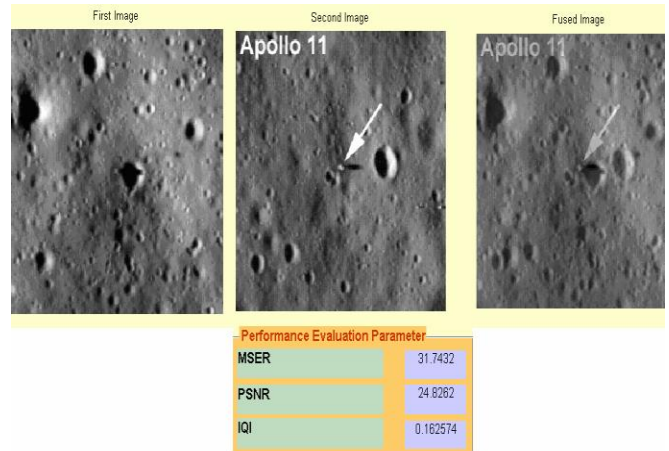 First Image
Second Image
Fused Image
Apollo 11
Apollo 11
Performance Evaluation Parameter
MSER 31.7432
PSNR 24.8262
IQI 0.162574